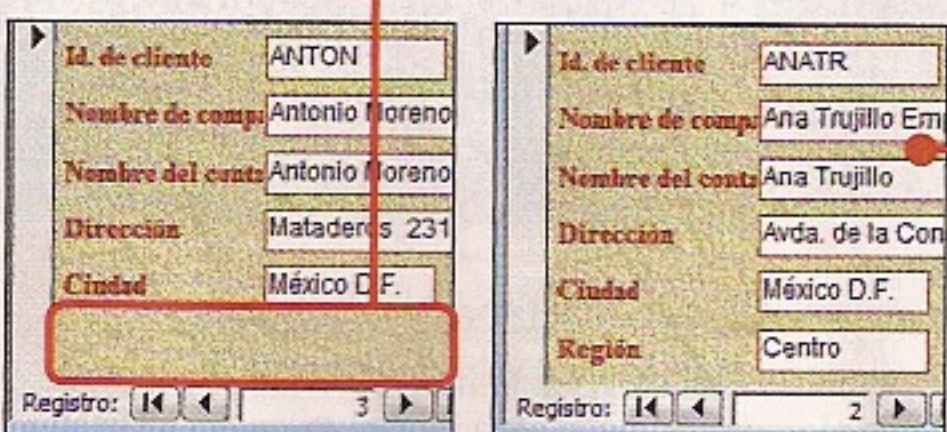 Id. de cliente ANTON
Nombre de compa Antonio Moreno
Nombre del conta Antonio Moreno
Dirección Mataderos 231
Ciudad México D.F.
Registro: 3
Id. de cliente ANATR
Nombre de compa Ana Trujillo Em
Nombre del conta Ana Trujillo
Dirección Avda. de la Con
Ciudad México D.F.
Región Centro
Registro: 2